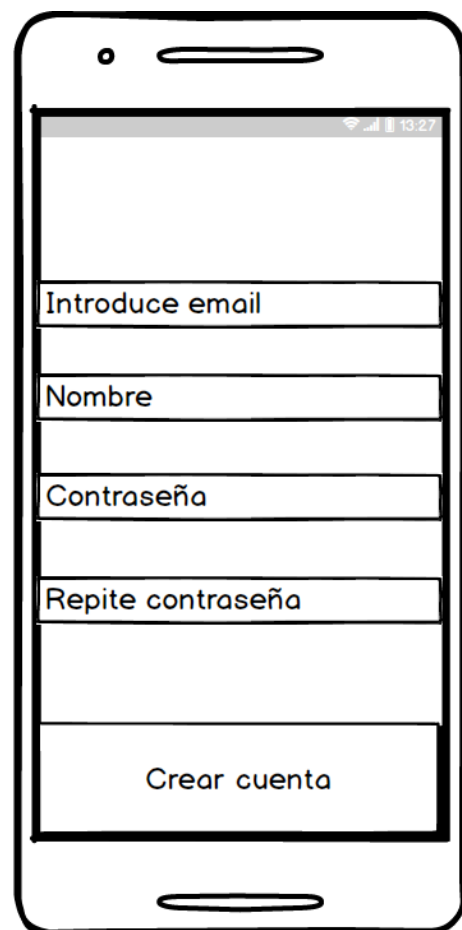 13:27
Introduce email
Nombre
Contraseña
Repite contraseña
Crear cuenta